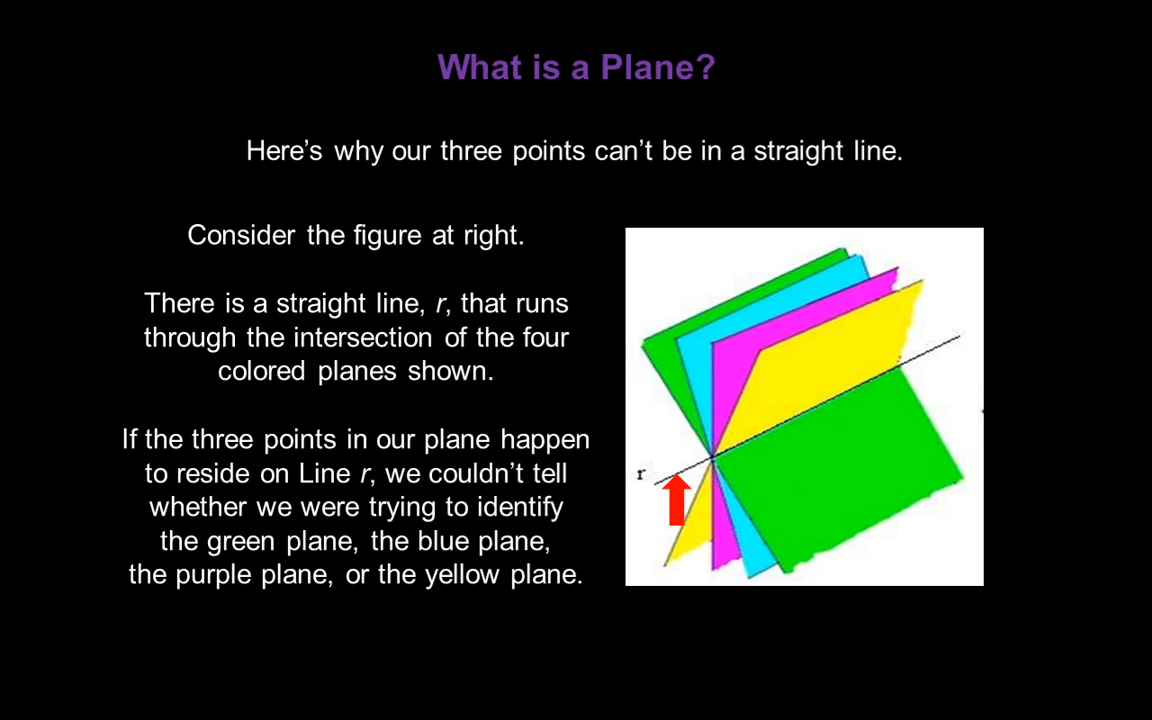 What is a Plane?
Here’s why our three points can’t be in a straight line.
Consider the figure at right.
There is a straight line, r, that runs
through the intersection of the four
colored planes shown.
If the three points in our plane happen
to reside on Line r, we couldn’t tell
whether we were trying to identify
the green plane, the blue plane,
the purple plane, or the yellow plane.
r